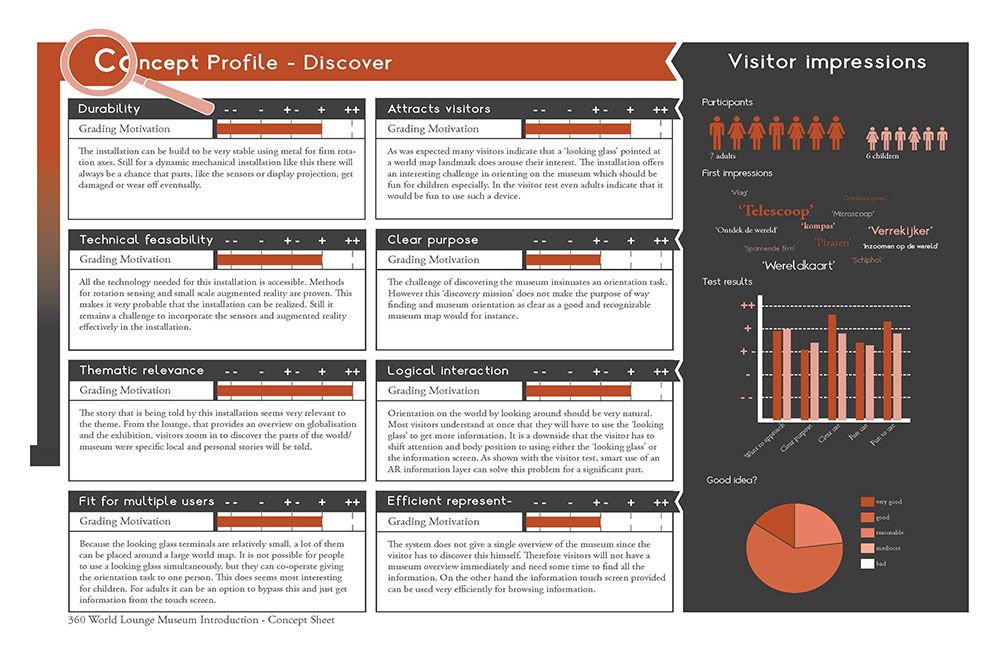 Concept Profile - Discover
Durability -- - +- + ++
Grading Motivation
The installation can be build to be very stable using metal for firm rota-
tion axes. Still for a dynamic mechanical installation like this there will
always be a chance that parts, like the sensors or display projection, get
damaged or wear off eventually.
Attracts visitors -- - +- + ++
Grading Motivation
As was expected many visitors indicate that a ‘looking glass’ pointed at
a world map landmark does arouse their interest. The installation offers
an interesting challenge in orienting on the museum which should be
fun for children especially. In the visitor test even adults indicate that it
would be fun to use such a device.
Technical feasability -- - +- + ++
Grading Motivation
All the technology needed for this installation is accessible. Methods
for rotation sensing and small scale augmented reality are proven. This
makes it very probable that the installation can be realized. Still it
remains a challenge to incorporate the sensors and augmented reality
effectively in the installation.
Clear purpose -- - +- + ++
Grading Motivation
The challenge of discovering the museum insinuates an orientation task.
However this ‘discovery mission’ does not make the purpose of way
finding and museum orientation as clear as a good and recognizable
museum map would for instance.
Thematic relevance -- - +- + ++
Grading Motivation
The story that is being told by this installation seems very relevant to
the theme. From the lounge, that provides an overview on globalisation
and the exhibition, visitors zoom in to discover the parts of the world/
museum were specific local and personal stories will be told.
Logical interaction -- - +- + ++
Grading Motivation
Orientation on the world by looking around should be very natural.
Most visitors understand at once that they will have to use the ‘looking
glass’ to get more information. It is a downside that the visitor has to
shift attention and body position to using either the ‘looking glass’ or
the information screen. As shown with the visitor test, smart use of an
AR information layer can solve this problem for a significant part.
Fit for multiple users -- - +- + ++
Grading Motivation
Because the looking glass terminals are relatively small, a lot of them
can be placed around a large world map. It is not possible for people
to use a looking glass simultaneously, but they can co-operate giving
the orientation task to one person. This does seems most interesting
for children. For adults it can be an option to bypass this and just get
information from the touch screen.
Efficient represent- -- - +- + ++
Grading Motivation
The system does not give a single overview of the museum since the
visitor has to discover this himself. Therefore visitors will not have a
museum overview immediately and need some time to find all the
information. On the other hand the information touch screen provided
can be used very efficiently for browsing information.
360 World Lounge Museum Introduction - Concept Sheet
Visitor impressions
Participants
7 adults
6 children
First impressions
‘Vlag’
‘Ontdekkingsreis’
‘Telescoop’
‘Microscoop’
‘Ontdek de wereld’
‘kompas’
‘Verrekijker’
‘Spannende film’
‘Piraten’
‘Inzoomen op de wereld’
‘Wereldkaart’
‘Schiphol’
Test results
++
+
+ -
-
- -
Want to approach
Clear purpose
Clear use
Fun use
Fun to use
Good idea?
very good
good
reasonable
mediocre
bad